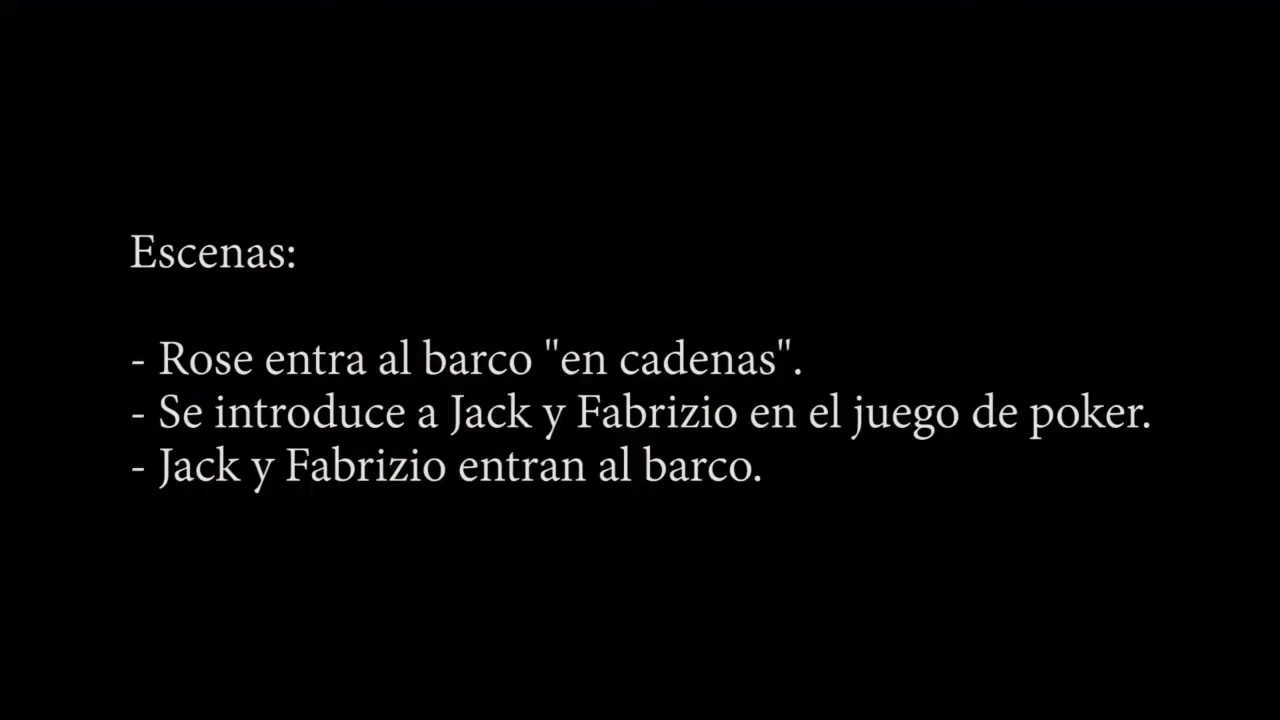 Escenas:
- Rose entra al barco "en cadenas".
- Se introduce a Jack y Fabrizio en el juego de poker.
- Jack y Fabrizio entran al barco.